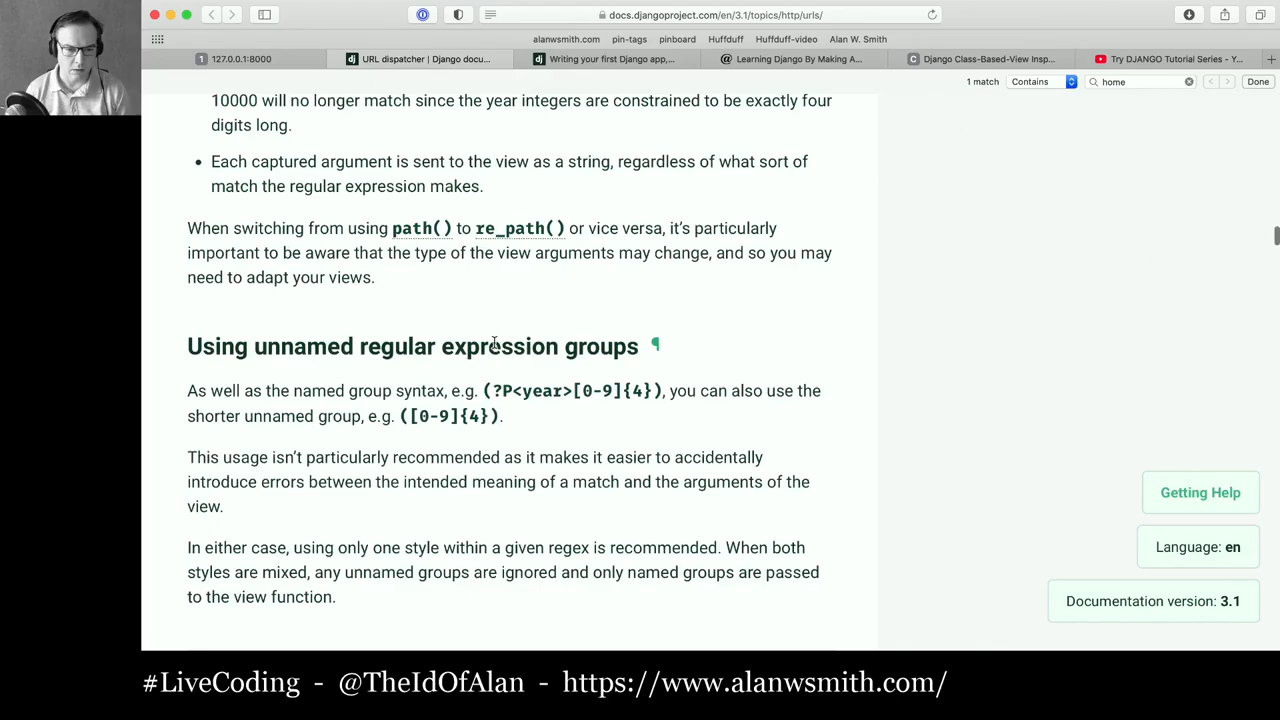 docs.djangoproject.com/en/3.1/topics/http/urls/
alanwsmith.com pin-tags pinboard Huffduff Huffduff-video Alan W. Smith
1 127.0.0.1:8000 dj URL dispatcher | Django docu... dj Writing your first Django app,... @ Learning Django By Making A... C Django Class-Based-View Insp... Try DJANGO Tutorial Series - Y...
1 match Contains home Done
10000 will no longer match since the year integers are constrained to be exactly four
digits long.
• Each captured argument is sent to the view as a string, regardless of what sort of
match the regular expression makes.
When switching from using path() to re_path() or vice versa, it's particularly
important to be aware that the type of the view arguments may change, and so you may
need to adapt your views.
Using unnamed regular expression groups ¶
As well as the named group syntax, e.g. (?P<year>[0-9]{4}), you can also use the
shorter unnamed group, e.g. ([0-9]{4}).
This usage isn't particularly recommended as it makes it easier to accidentally
introduce errors between the intended meaning of a match and the arguments of the
view.
In either case, using only one style within a given regex is recommended. When both
styles are mixed, any unnamed groups are ignored and only named groups are passed
to the view function.
Getting Help
Language: en
Documentation version: 3.1
#LiveCoding - @TheIdOfAlan - https://www.alanwsmith.com/